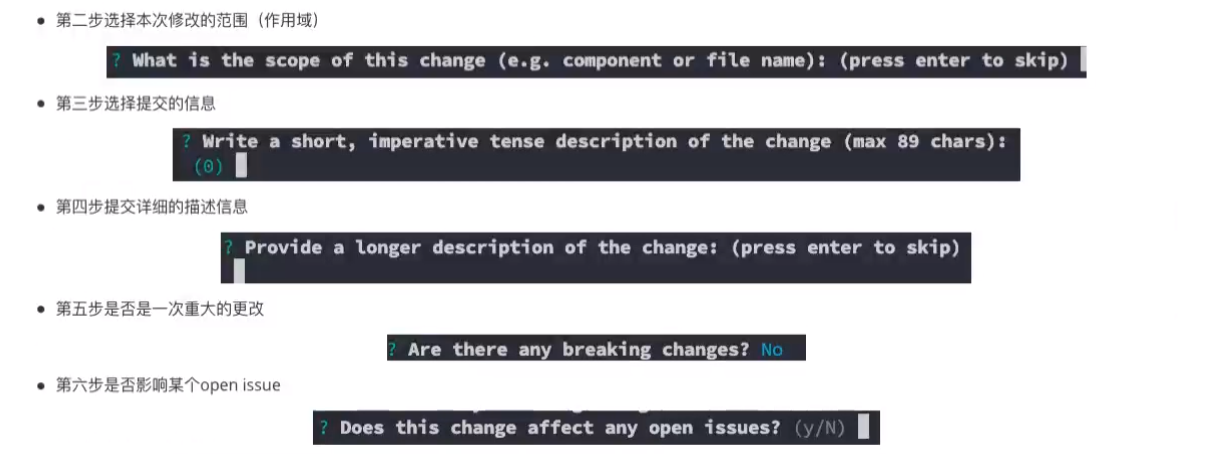 ● 第二步选择本次修改的范围（作用域）
? What is the scope of this change (e.g. component or file name): (press enter to skip)
● 第三步选择提交的信息
? Write a short, imperative tense description of the change (max 89 chars):
(0)
● 第四步提交详细的描述信息
? Provide a longer description of the change: (press enter to skip)
● 第五步是否是一次重大的更改
? Are there any breaking changes? No
● 第六步是否影响某个open issue
? Does this change affect any open issues? (y/N)